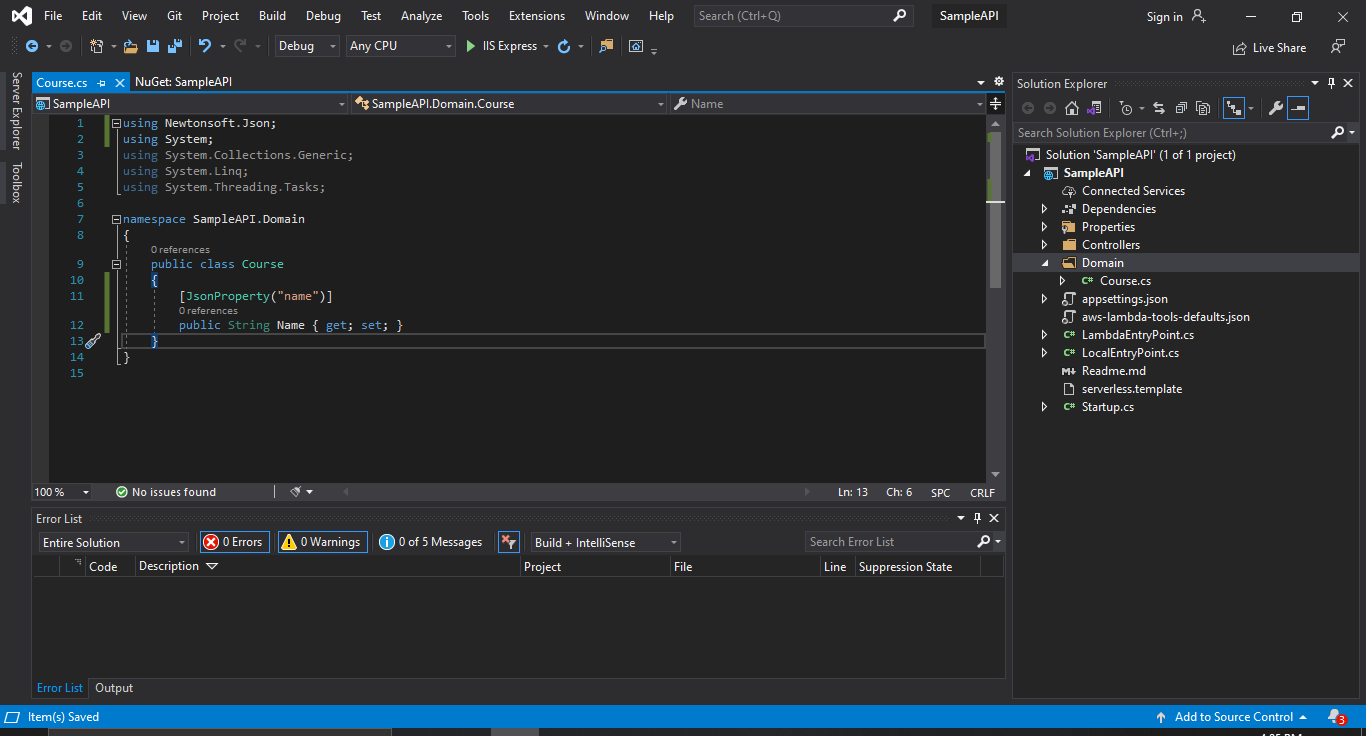 File Edit View Git Project Build Debug Test Analyze Tools Extensions Window Help Search (Ctrl+Q) SampleAPI Sign in
Debug Any CPU IIS Express Live Share
Server Explorer
Toolbox
Course.cs NuGet: SampleAPI
SampleAPI SampleAPI.Domain.Course Name
1 using Newtonsoft.Json;
2 using System;
3 using System.Collections.Generic;
4 using System.Linq;
5 using System.Threading.Tasks;
6
7 namespace SampleAPI.Domain
8 {
0 references
9 public class Course
10 {
11 [JsonProperty("name")]
0 references
12 public String Name { get; set; }
13 }
14 }
15
100 % No issues found Ln: 13 Ch: 6 SPC CRLF
Error List
Entire Solution 0 Errors 0 Warnings 0 of 5 Messages Build + IntelliSense Search Error List
Code Description Project File Line Suppression State
Error List Output
Solution Explorer
Search Solution Explorer (Ctrl+;)
Solution 'SampleAPI' (1 of 1 project)
SampleAPI
Connected Services
Dependencies
Properties
Controllers
Domain
C# Course.cs
appsettings.json
aws-lambda-tools-defaults.json
C# LambdaEntryPoint.cs
C# LocalEntryPoint.cs
M↓ Readme.md
serverless.template
C# Startup.cs
Item(s) Saved Add to Source Control 3